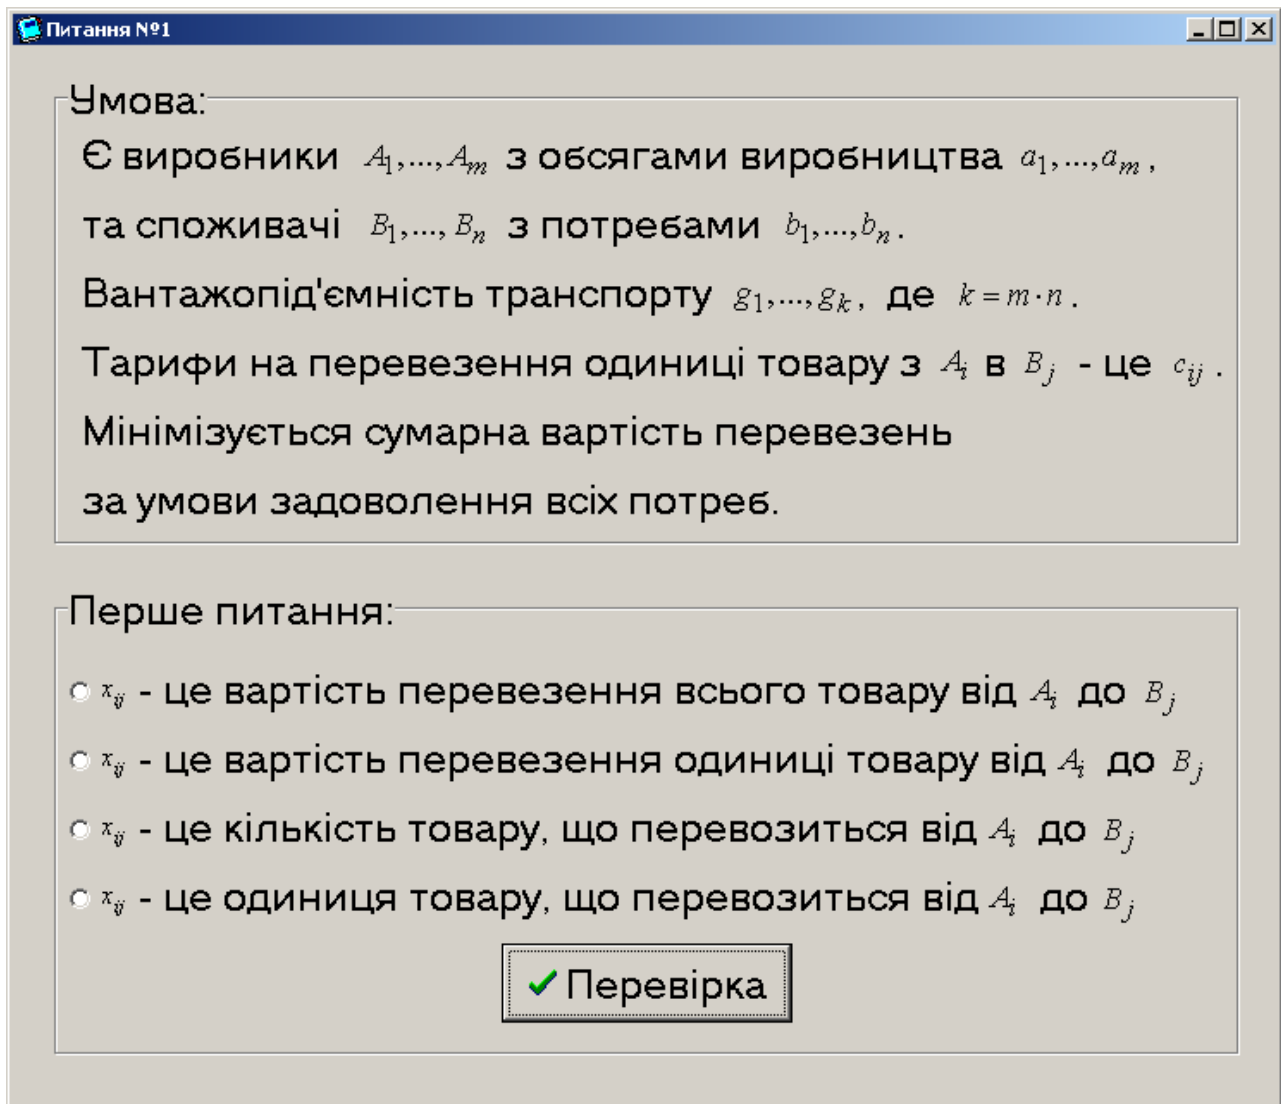 Питання №1
Умова:
Є виробники A₁,...,Aₘ з обсягами виробництва a₁,...,aₘ ,
та споживачі B₁,...,Bₙ з потребами b₁,...,bₙ .
Вантажопід'ємність транспорту g₁,...,gₖ , де k = m · n .
Тарифи на перевезення одиниці товару з Aᵢ в Bⱼ - це cᵢⱼ .
Мінімізується сумарна вартість перевезень
за умови задоволення всіх потреб.
Перше питання:
xᵢⱼ - це вартість перевезення всього товару від Aᵢ до Bⱼ
xᵢⱼ - це вартість перевезення одиниці товару від Aᵢ до Bⱼ
xᵢⱼ - це кількість товару, що перевозиться від Aᵢ до Bⱼ
xᵢⱼ - це одиниця товару, що перевозиться від Aᵢ до Bⱼ
Перевірка